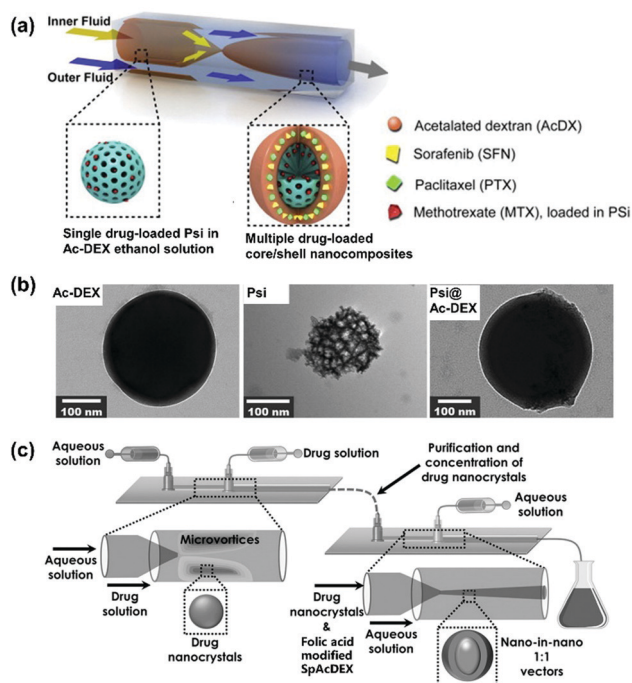 (a)
Inner Fluid
Outer Fluid
Single drug-loaded Psi in
Ac-DEX ethanol solution
Multiple drug-loaded
core/shell nanocomposites
Acetalated dextran (AcDX)
Sorafenib (SFN)
Paclitaxel (PTX)
Methotrexate (MTX), loaded in PSi
(b)
Ac-DEX
100 nm
Psi
100 nm
Psi@
Ac-DEX
100 nm
(c)
Aqueous
solution
Drug solution
Purification and
concentration of
drug nanocrystals
Aqueous
solution
Microvortices
Aqueous
solution
Drug
solution
Drug
nanocrystals
Drug
nanocrystals
&
Folic acid
modified
SpAcDEX
Aqueous
solution
Nano-in-nano
1:1
vectors